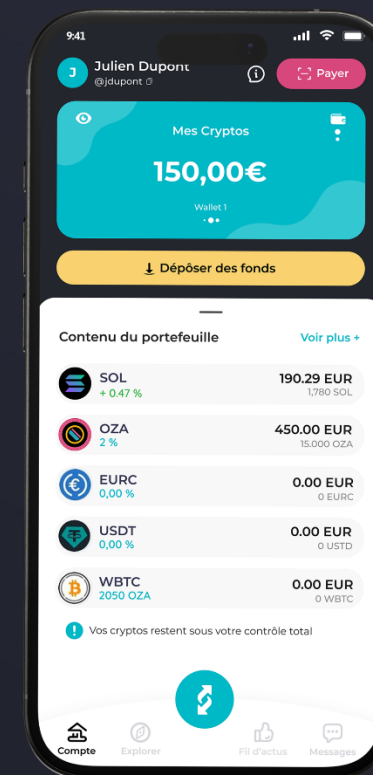 9:41
J
Julien Dupont
@jdupont
Payer
Mes Cryptos
150,00€
Wallet 1
Dépôser des fonds
Contenu du portefeuille
Voir plus +
SOL
190.29 EUR
+ 0.47 %
1,780 SOL
OZA
450.00 EUR
2 %
15.000 OZA
EURC
0.00 EUR
0,00 %
0 EURC
USDT
0.00 EUR
0,00 %
0 USTD
WBTC
0.00 EUR
2050 OZA
0 WBTC
Vos cryptos restent sous votre contrôle total
Compte
Explorer
Fil d'actus
Messages